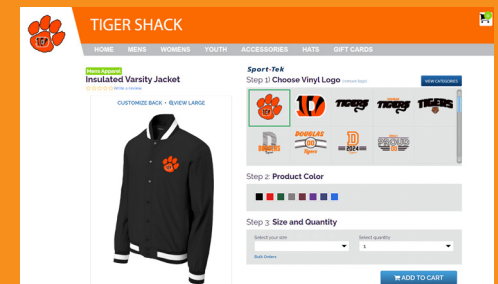 TIGER SHACK
HOME MENS WOMENS YOUTH ACCESSORIES HATS GIFT CARDS
Mens Apparel
Insulated Varsity Jacket
Write a review
CUSTOMIZE BACK • VIEW LARGE
Sport-Tek
Step 1) Choose Vinyl Logo
VIEW CATEGORIES
TIGERS TIGERS TIGERS
DOUGLAS
Tigers
2024
Step 2: Product Color
Step 3: Size and Quantity
Select your size
Select quantity
1
Bulk Orders
ADD TO CART